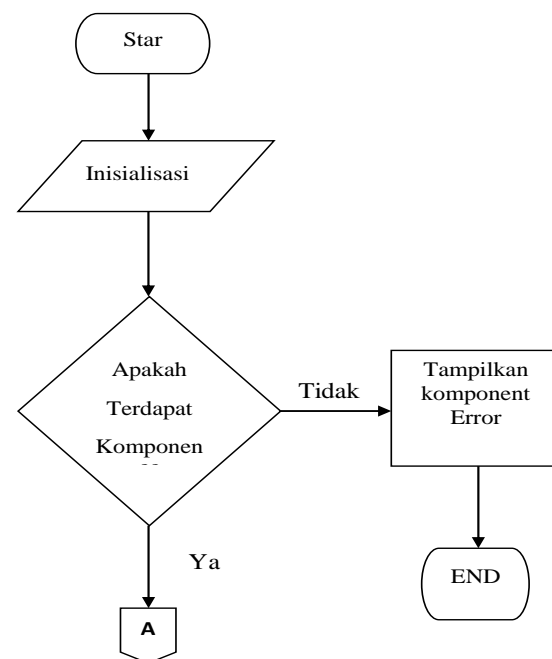 Star
Inisialisasi
Apakah
Terdapat
Komponen
Tidak
Tampilkan
komponent
Error
Ya
END
A